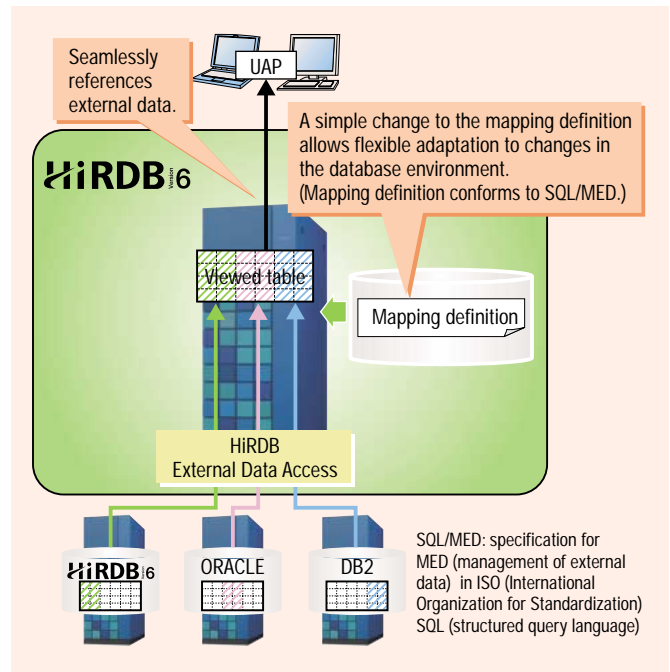 Seamlessly
references
external data.
UAP
A simple change to the mapping definition
allows flexible adaptation to changes in
the database environment.
(Mapping definition conforms to SQL/MED.)
HiRDB Version 6
Viewed table
Mapping definition
HiRDB
External Data Access
HiRDB Version 6
ORACLE
DB2
SQL/MED: specification for
MED (management of external
data) in ISO (International
Organization for Standardization)
SQL (structured query language)